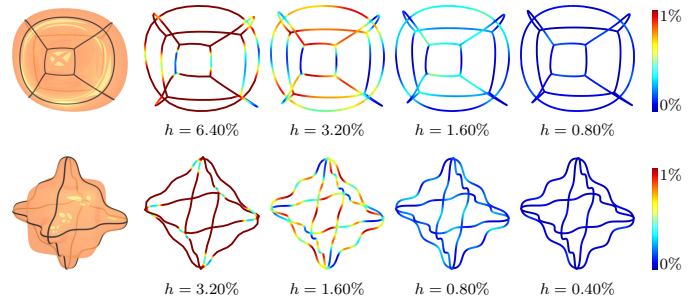 1%
0%
h = 6.40% h = 3.20% h = 1.60% h = 0.80%
1%
0%
h = 3.20% h = 1.60% h = 0.80% h = 0.40%